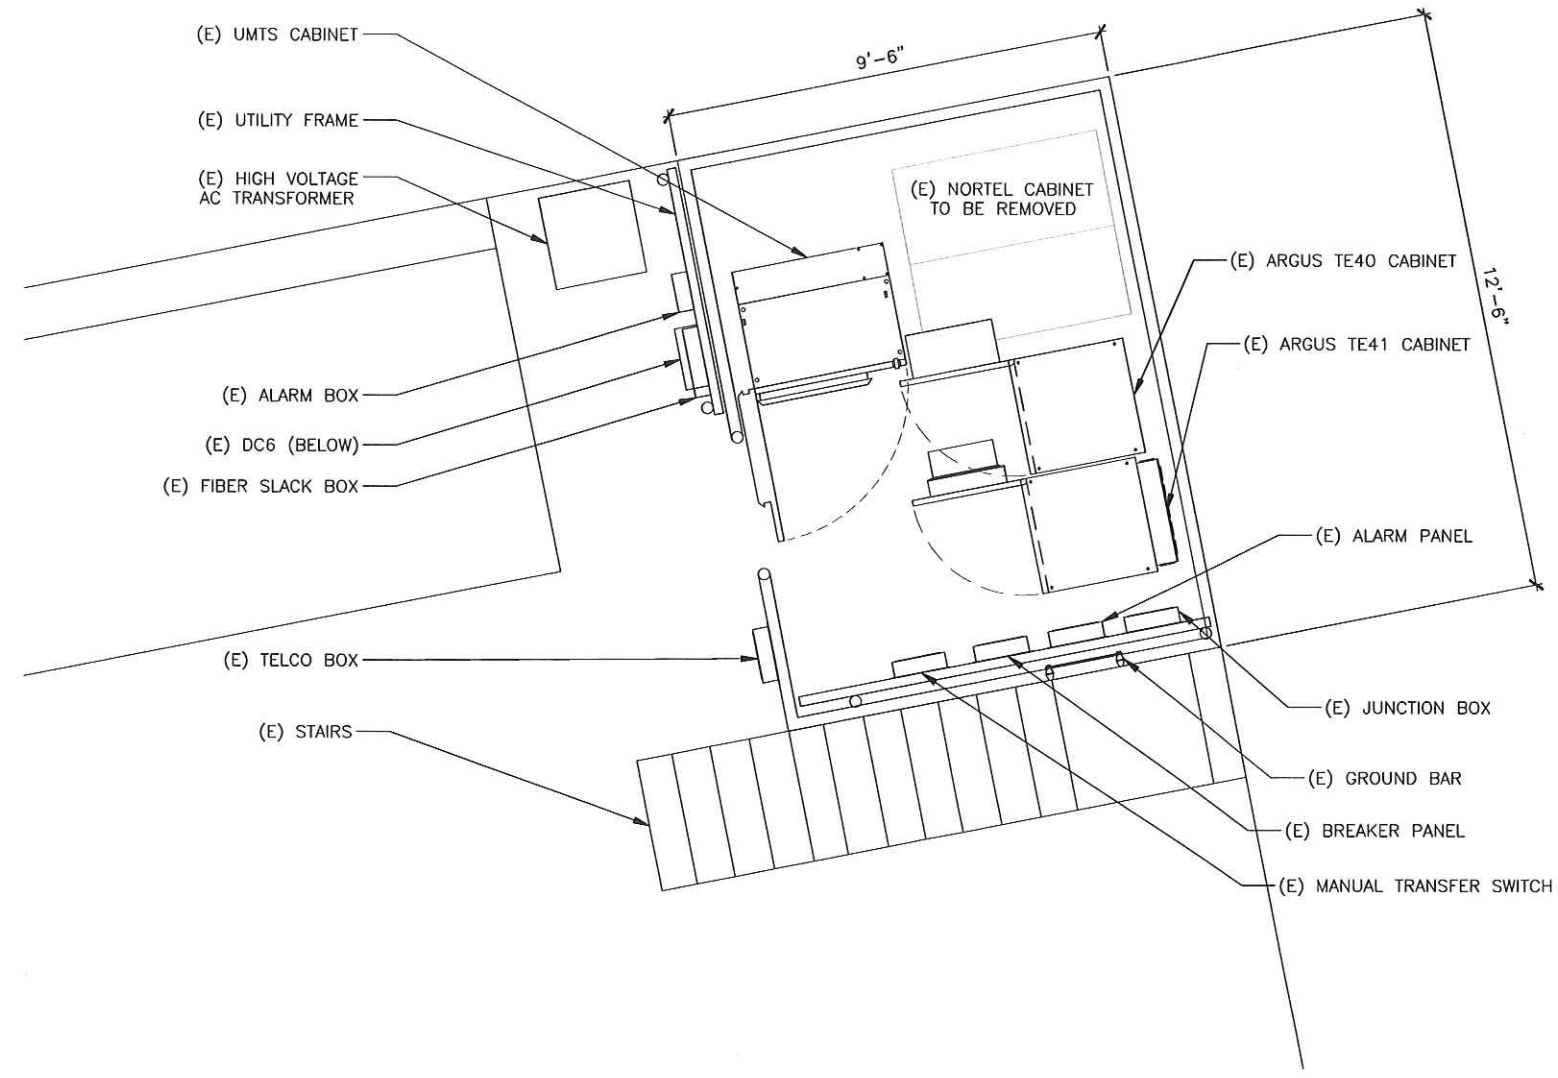 (E) UMTS CABINET
9'-6"
(E) UTILITY FRAME
(E) HIGH VOLTAGE
AC TRANSFORMER
(E) NORTEL CABINET
TO BE REMOVED
(E) ARGUS TE40 CABINET
12'-6"
(E) ARGUS TE41 CABINET
(E) ALARM BOX
(E) DC6 (BELOW)
(E) FIBER SLACK BOX
(E) ALARM PANEL
(E) TELCO BOX
(E) JUNCTION BOX
(E) STAIRS
(E) GROUND BAR
(E) BREAKER PANEL
(E) MANUAL TRANSFER SWITCH